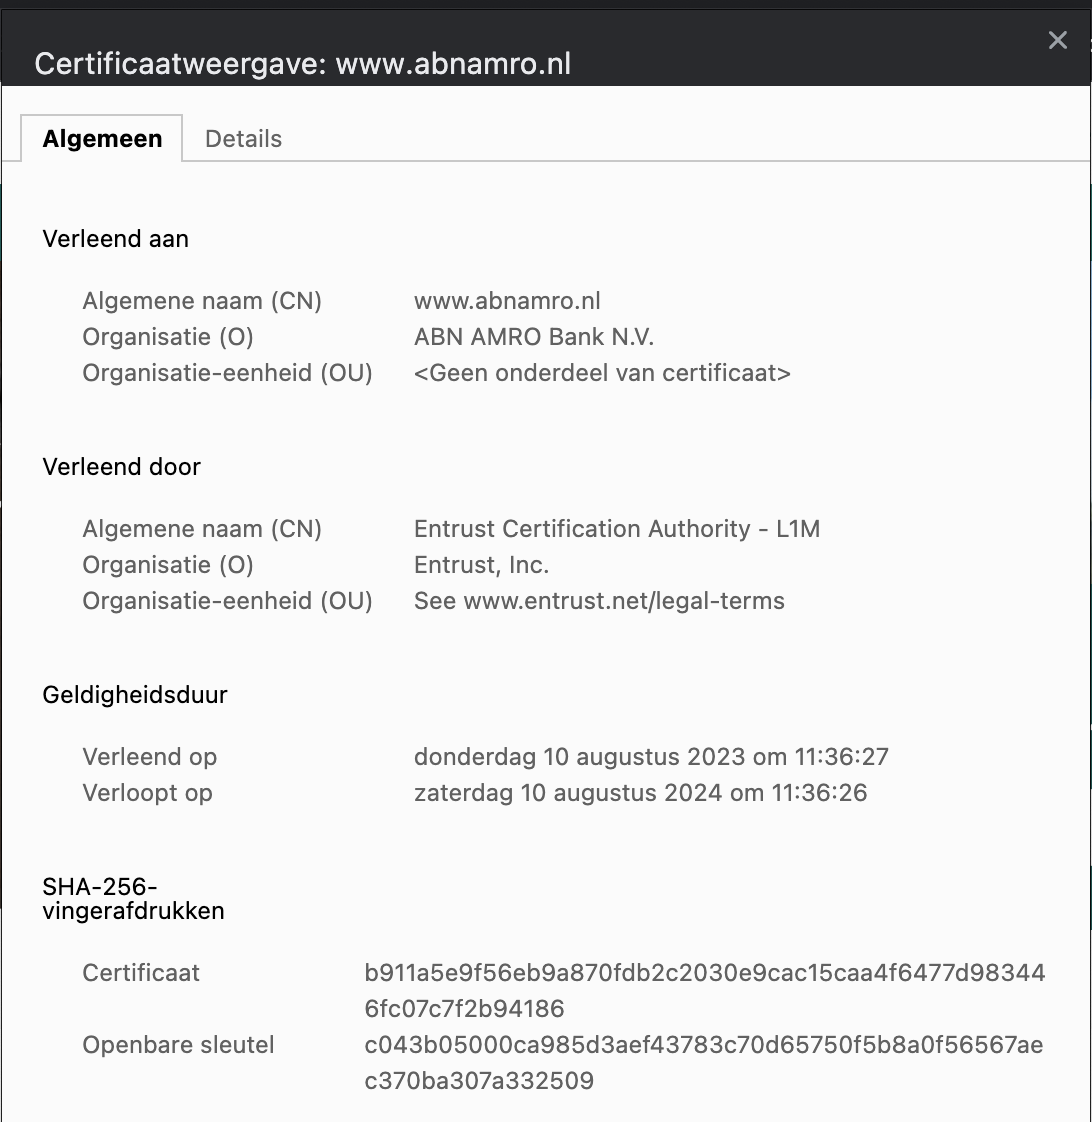 Certificaatweergave: www.abnamro.nl
Algemeen Details
Verleend aan
Algemene naam (CN) www.abnamro.nl
Organisatie (O) ABN AMRO Bank N.V.
Organisatie-eenheid (OU) <Geen onderdeel van certificaat>
Verleend door
Algemene naam (CN) Entrust Certification Authority - L1M
Organisatie (O) Entrust, Inc.
Organisatie-eenheid (OU) See www.entrust.net/legal-terms
Geldigheidsduur
Verleend op donderdag 10 augustus 2023 om 11:36:27
Verloopt op zaterdag 10 augustus 2024 om 11:36:26
SHA-256-
vingerafdrukken
Certificaat b911a5e9f56eb9a870fdb2c2030e9cac15caa4f6477d98344
6fc07c7f2b94186
Openbare sleutel c043b05000ca985d3aef43783c70d65750f5b8a0f56567ae
c370ba307a332509